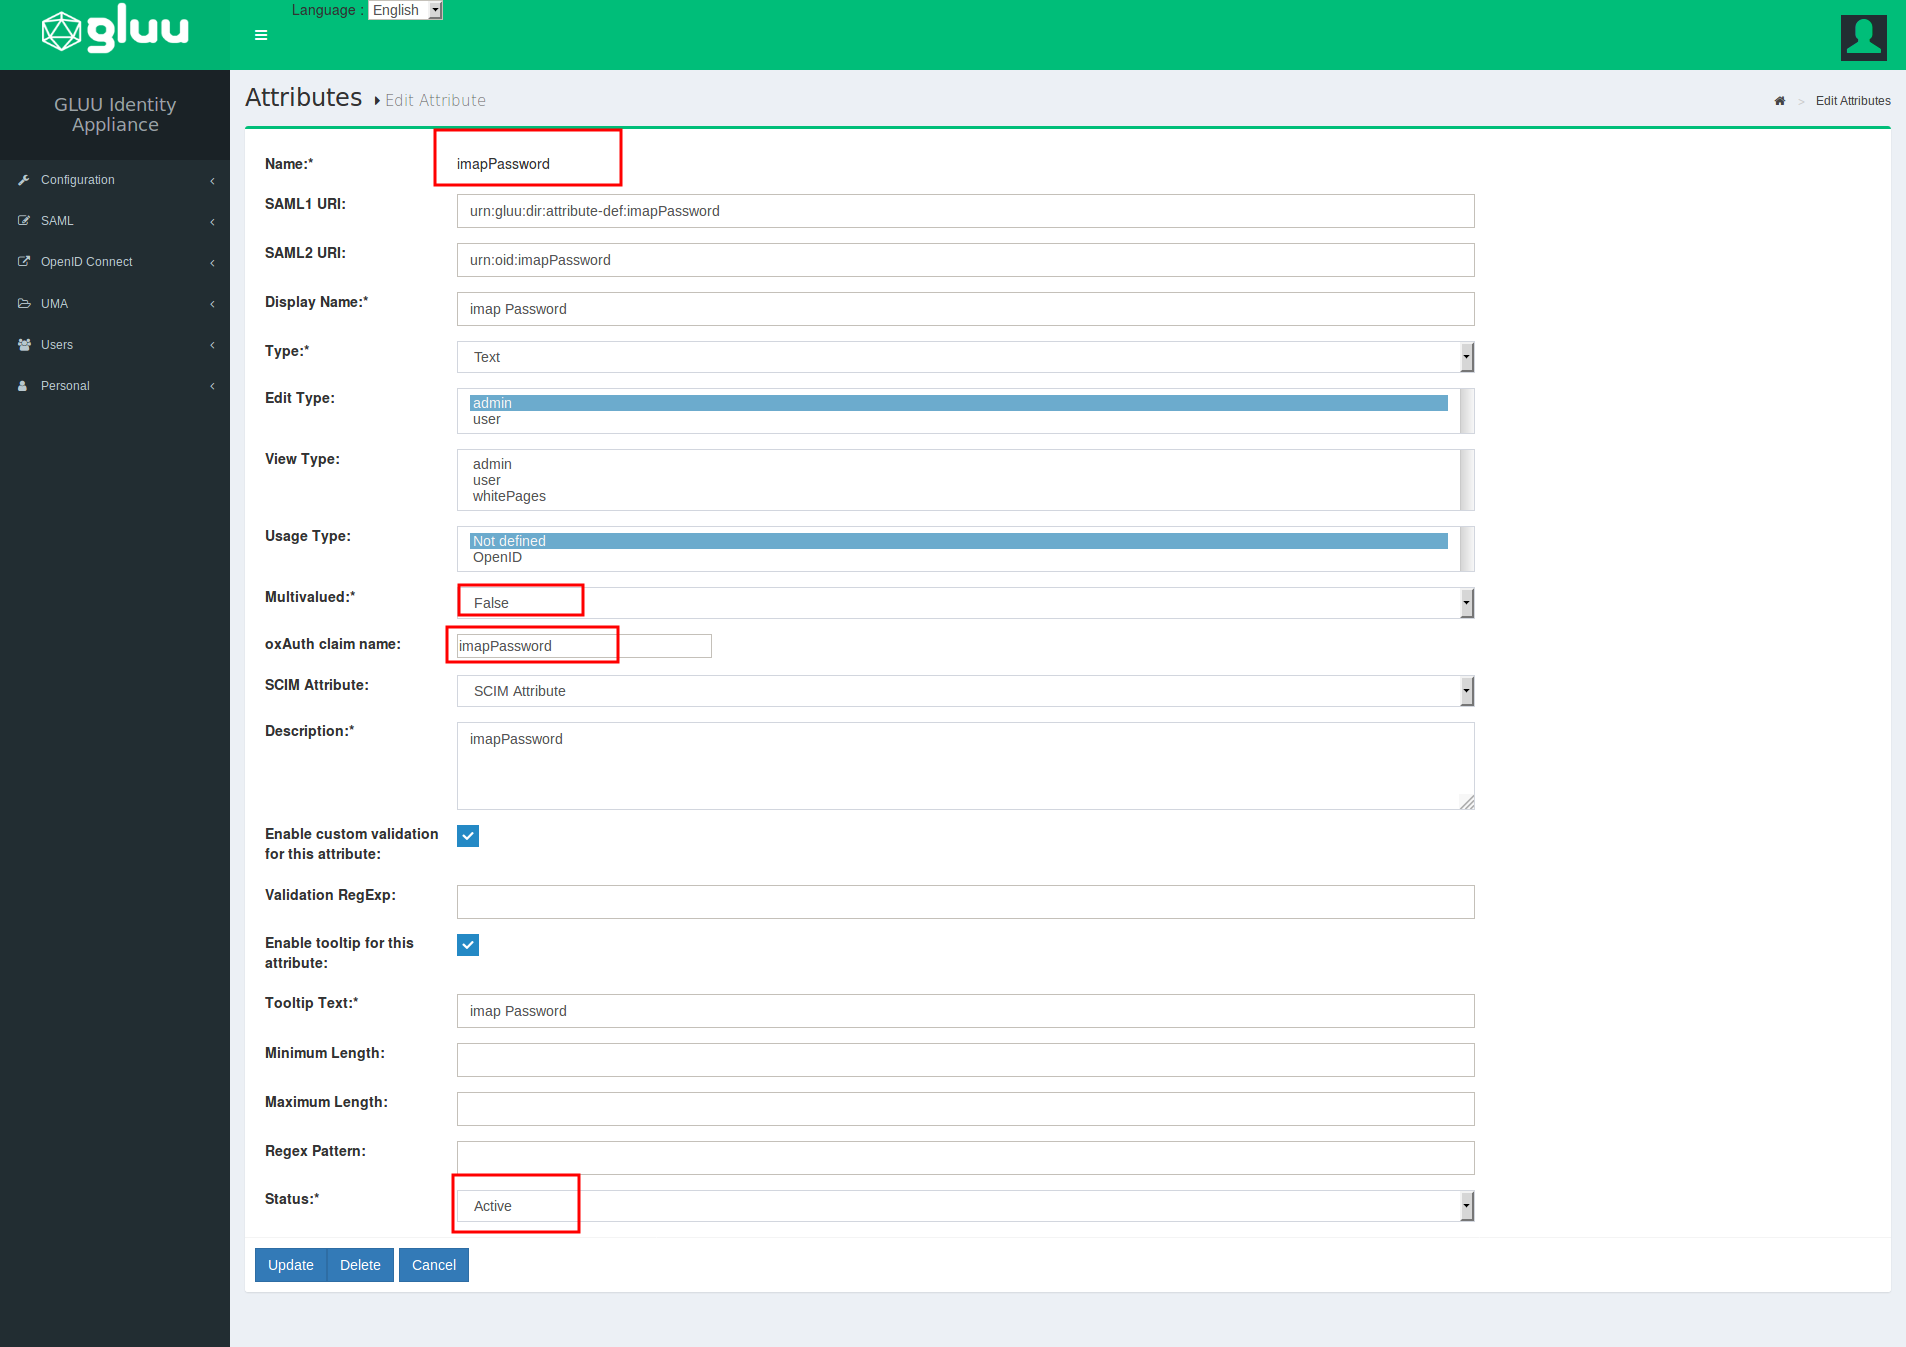 gluu
Language : English
GLUU Identity
Appliance
Configuration
SAML
OpenID Connect
UMA
Users
Personal
Attributes Edit Attribute
> Edit Attributes
Name:* imapPassword
SAML1 URI: urn:gluu:dir:attribute-def:imapPassword
SAML2 URI: urn:oid:imapPassword
Display Name:* imap Password
Type:* Text
Edit Type: admin
user
View Type: admin
user
whitePages
Usage Type: Not defined
OpenID
Multivalued:* False
oxAuth claim name: imapPassword
SCIM Attribute: SCIM Attribute
Description:* imapPassword
Enable custom validation
for this attribute:
Validation RegExp:
Enable tooltip for this
attribute:
Tooltip Text:* imap Password
Minimum Length:
Maximum Length:
Regex Pattern:
Status:* Active
Update Delete Cancel